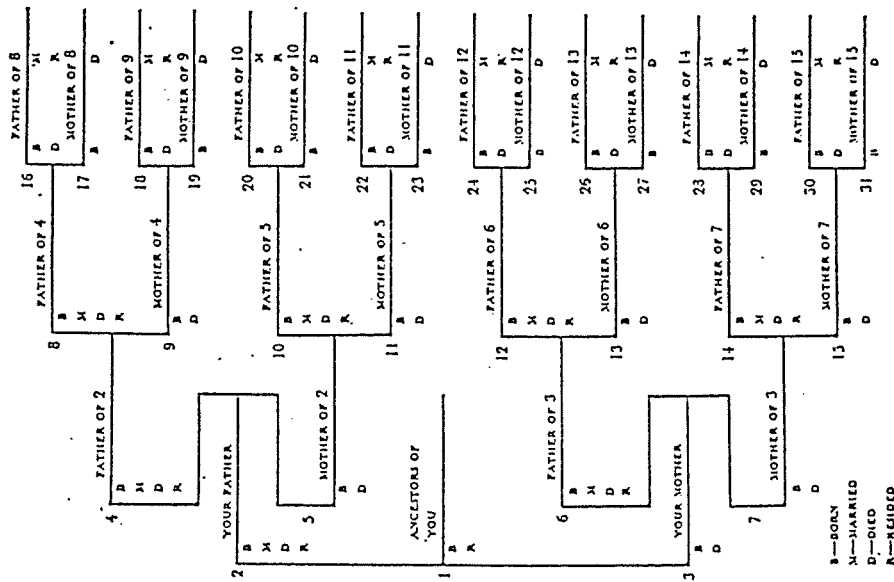 ANCESTORS OF
YOU
1
B
R
YOUR FATHER
2
B
M
D
R
YOUR MOTHER
3
B
D
FATHER OF 2
4
B
M
D
R
MOTHER OF 2
5
B
D
FATHER OF 3
6
B
M
D
R
MOTHER OF 3
7
B
D
FATHER OF 4
8
B
M
D
R
MOTHER OF 4
9
B
D
FATHER OF 5
10
B
M
D
R
MOTHER OF 5
11
B
D
FATHER OF 6
12
B
M
D
R
MOTHER OF 6
13
B
D
FATHER OF 7
14
B
M
D
R
MOTHER OF 7
15
B
D
FATHER OF 8
16
B M
D R
MOTHER OF 8
17
B D
FATHER OF 9
18
B M
D R
MOTHER OF 9
19
B D
FATHER OF 10
20
B M
D R
MOTHER OF 10
21
B D
FATHER OF 11
22
B M
D R
MOTHER OF 11
23
B D
FATHER OF 12
24
B M
D R
MOTHER OF 12
25
D D
FATHER OF 13
26
B M
D R
MOTHER OF 13
27
B D
FATHER OF 14
28
D M
D R
MOTHER OF 14
29
B D
FATHER OF 15
30
B M
D R
MOTHER OF 15
31
D
B—BORN
M—MARRIED
D—DIED
R—RESIDED